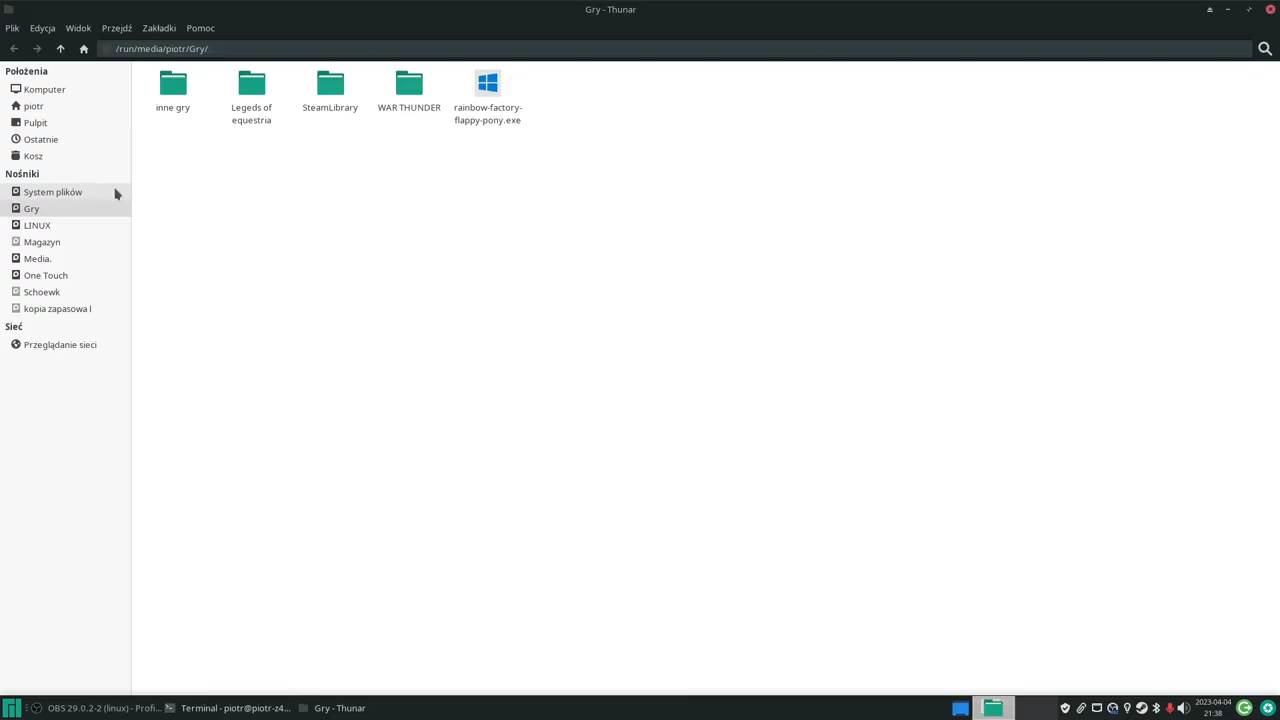 Gry - Thunar
Plik Edycja Widok Przejdź Zakładki Pomoc
/run/media/piotr/Gry/
Położenia
Komputer
piotr
Pulpit
Ostatnie
Kosz
Nośniki
System plików
Gry
LINUX
Magazyn
Media.
One Touch
Schoewk
kopia zapasowa l
Sieć
Przeglądanie sieci
inne gry
Legeds of
equestria
SteamLibrary
WAR THUNDER
rainbow-factory-
flappy-pony.exe
OBS 29.0.2-2 (linux) - Profi...
Terminal - piotr@piotr-z4...
Gry - Thunar
2023-04-04
21:38